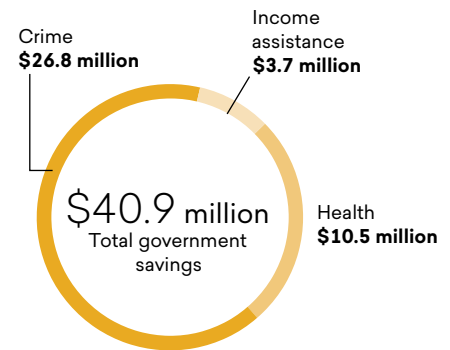 Income
assistance
$3.7 million
Crime
$26.8 million
$40.9 million
Total government
savings
Health
$10.5 million